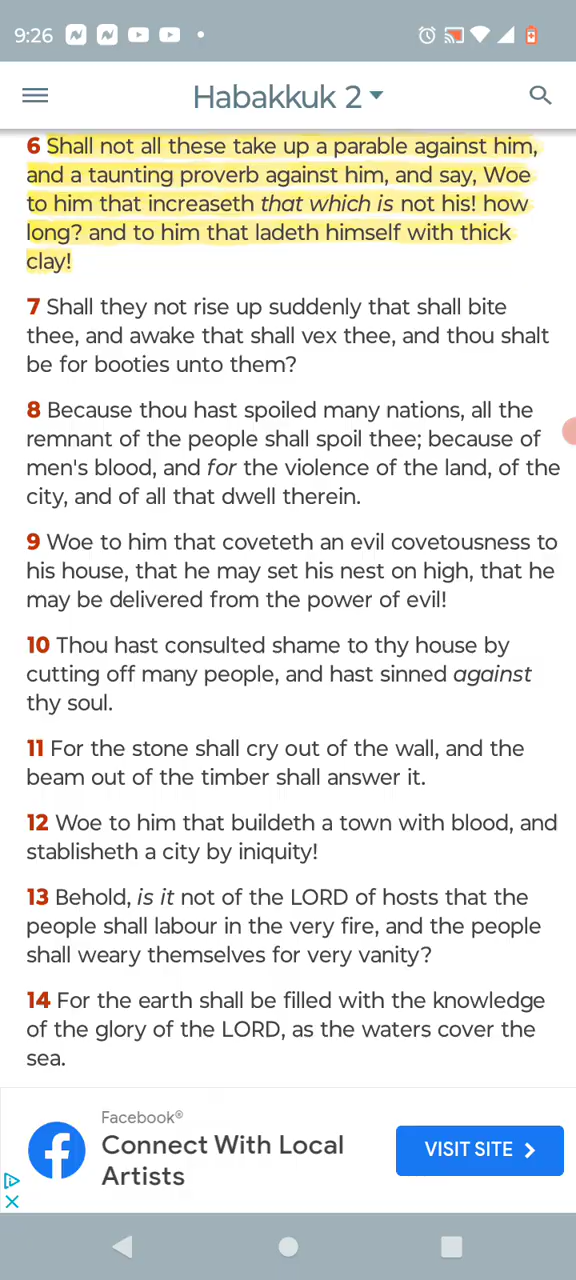 9:26
Habakkuk 2
6 Shall not all these take up a parable against him,
and a taunting proverb against him, and say, Woe
to him that increaseth that which is not his! how
long? and to him that ladeth himself with thick
clay!
7 Shall they not rise up suddenly that shall bite
thee, and awake that shall vex thee, and thou shalt
be for booties unto them?
8 Because thou hast spoiled many nations, all the
remnant of the people shall spoil thee; because of
men's blood, and for the violence of the land, of the
city, and of all that dwell therein.
9 Woe to him that coveteth an evil covetousness to
his house, that he may set his nest on high, that he
may be delivered from the power of evil!
10 Thou hast consulted shame to thy house by
cutting off many people, and hast sinned against
thy soul.
11 For the stone shall cry out of the wall, and the
beam out of the timber shall answer it.
12 Woe to him that buildeth a town with blood, and
stablisheth a city by iniquity!
13 Behold, is it not of the LORD of hosts that the
people shall labour in the very fire, and the people
shall weary themselves for very vanity?
14 For the earth shall be filled with the knowledge
of the glory of the LORD, as the waters cover the
sea.
Facebook®
Connect With Local
Artists
VISIT SITE